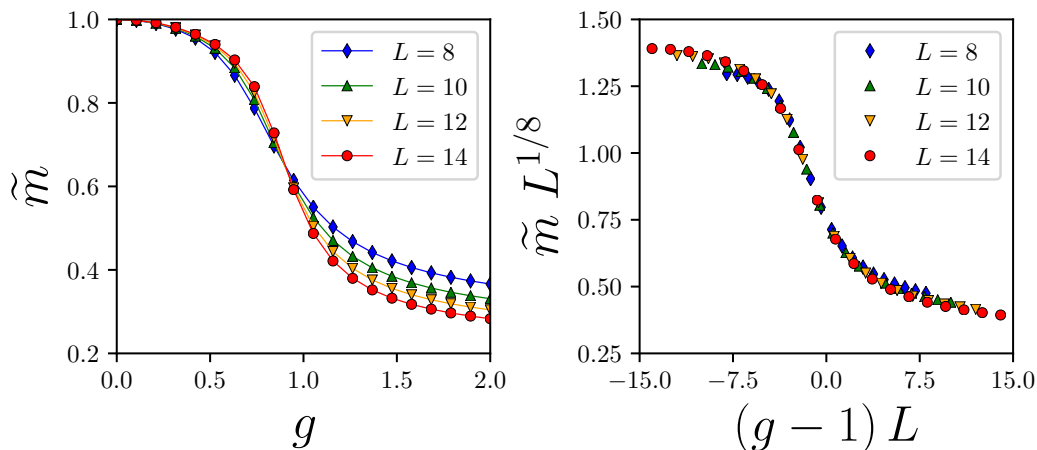 1.0
0.8
0.6
0.4
0.2
m̃
0.0
0.5
1.0
1.5
2.0
g
L = 8
L = 10
L = 12
L = 14
1.50
1.25
1.00
0.75
0.50
0.25
m̃ L^{1/8}
−15.0
−7.5
0.0
7.5
15.0
(g − 1) L
L = 8
L = 10
L = 12
L = 14